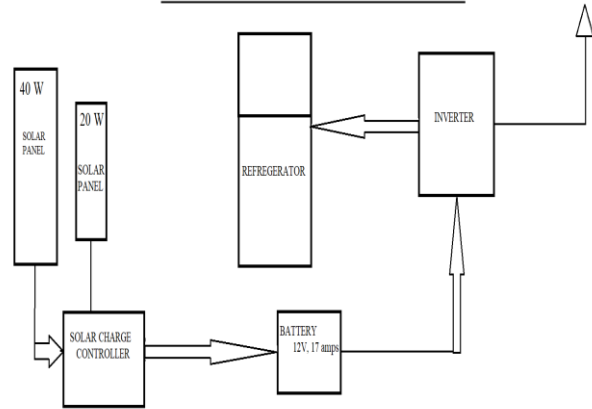 40 W
SOLAR
PANEL
20 W
SOLAR
PANEL
REFREGERATOR
INVERTER
SOLAR CHARGE
CONTROLLER
BATTERY
12V, 17 amps